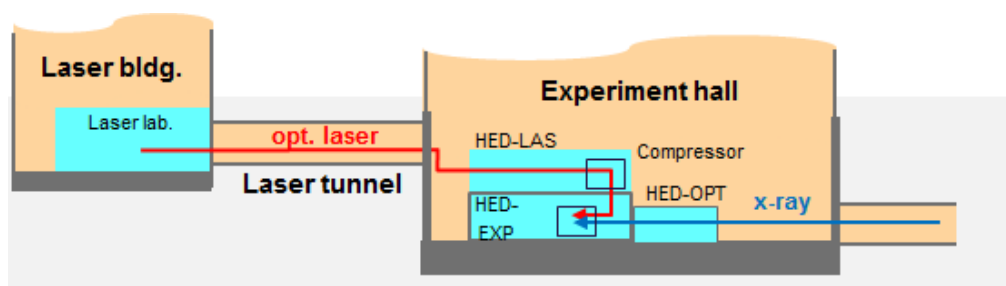 Laser bldg.
Laser lab.
opt. laser
Laser tunnel
Experiment hall
HED-LAS
Compressor
HED-
EXP
HED-OPT
x-ray